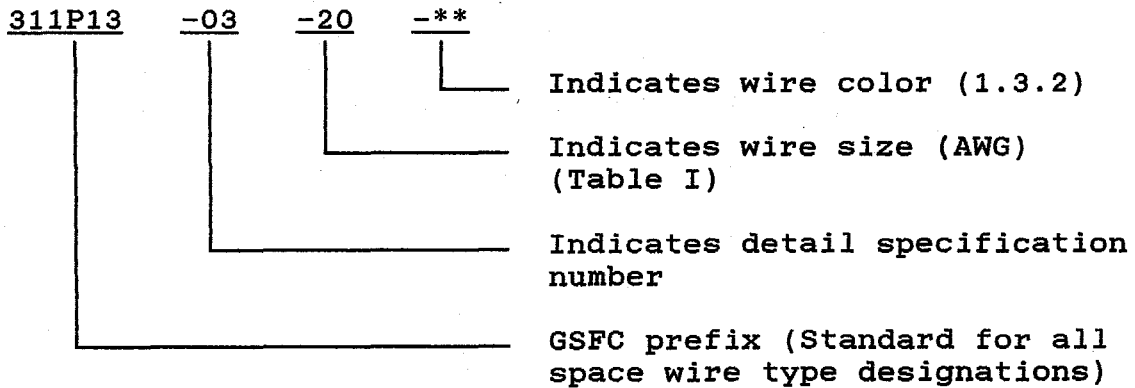 311P13 -03 -20 -**
Indicates wire color (1.3.2)
Indicates wire size (AWG)
(Table I)
Indicates detail specification
number
GSFC prefix (Standard for all
space wire type designations)